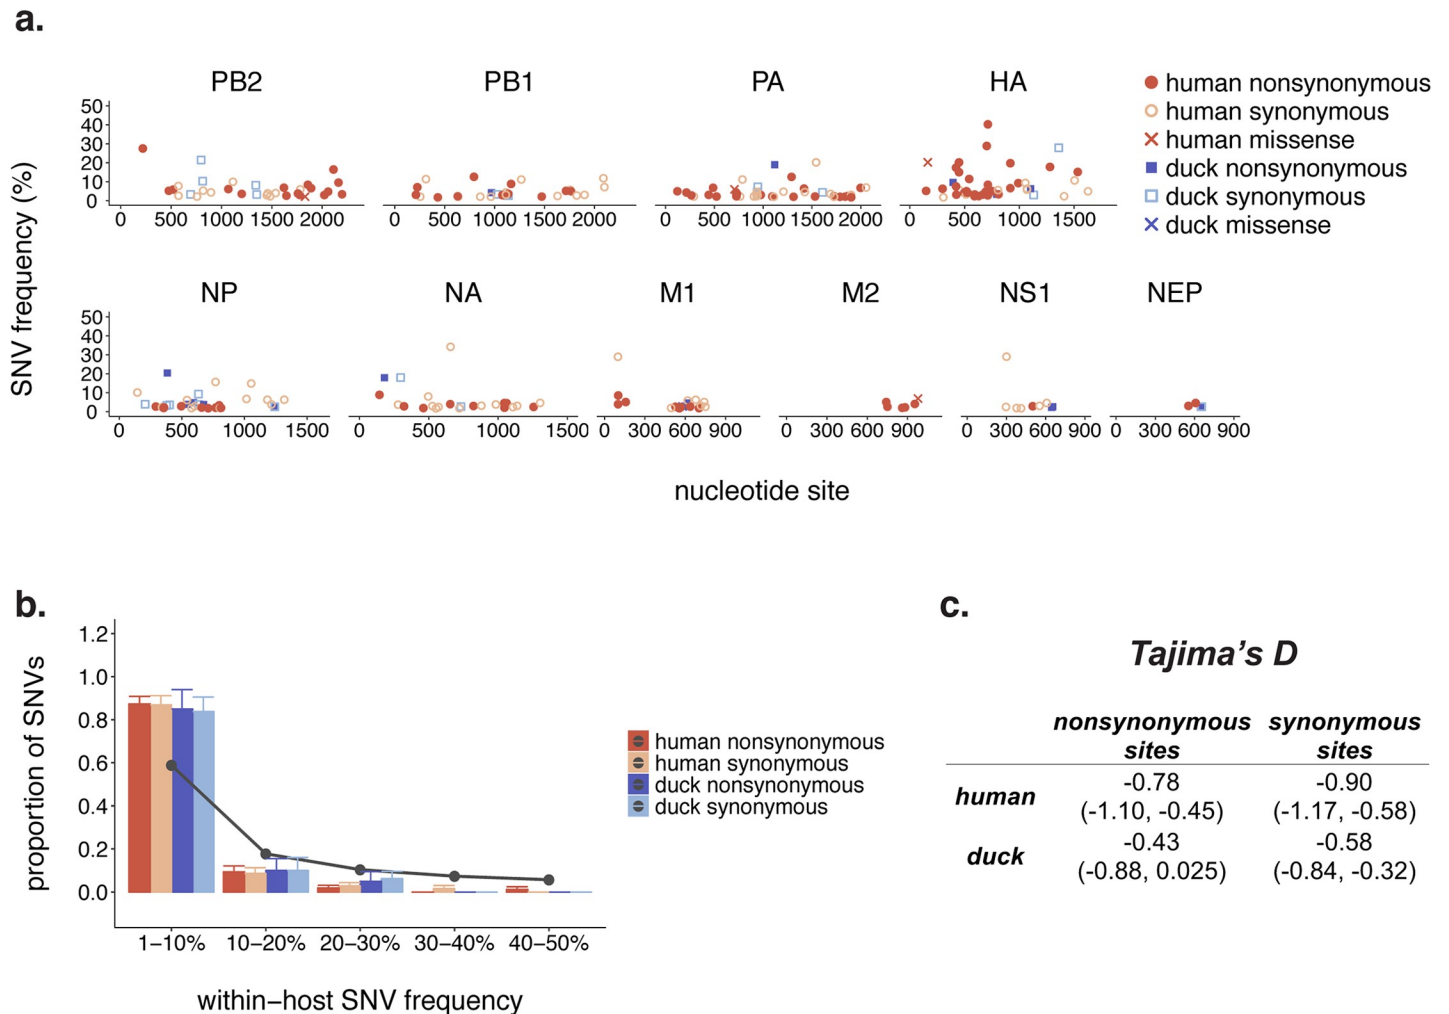 a.
PB2
PB1
PA
HA
human nonsynonymous
human synonymous
human missense
duck nonsynonymous
duck synonymous
duck missense
SNV frequency (%)
50
40
30
20
10
0
0 500 1000 1500 2000
0 500 1000 1500 2000
0 500 1000 1500 2000
0 500 1000 1500
NP
NA
M1
M2
NS1
NEP
50
40
30
20
10
0
0 500 1000 1500
0 500 1000 1500
0 300 600 900
0 300 600 900
0 300 600 900
0 300 600 900
nucleotide site
b.
proportion of SNVs
1.2
1.0
0.8
0.6
0.4
0.2
0.0
1–10% 10–20% 20–30% 30–40% 40–50%
within–host SNV frequency
human nonsynonymous
human synonymous
duck nonsynonymous
duck synonymous
c.
Tajima's D
nonsynonymous synonymous
sites sites
human
-0.78 -0.90
(-1.10, -0.45) (-1.17, -0.58)
duck
-0.43 -0.58
(-0.88, 0.025) (-0.84, -0.32)